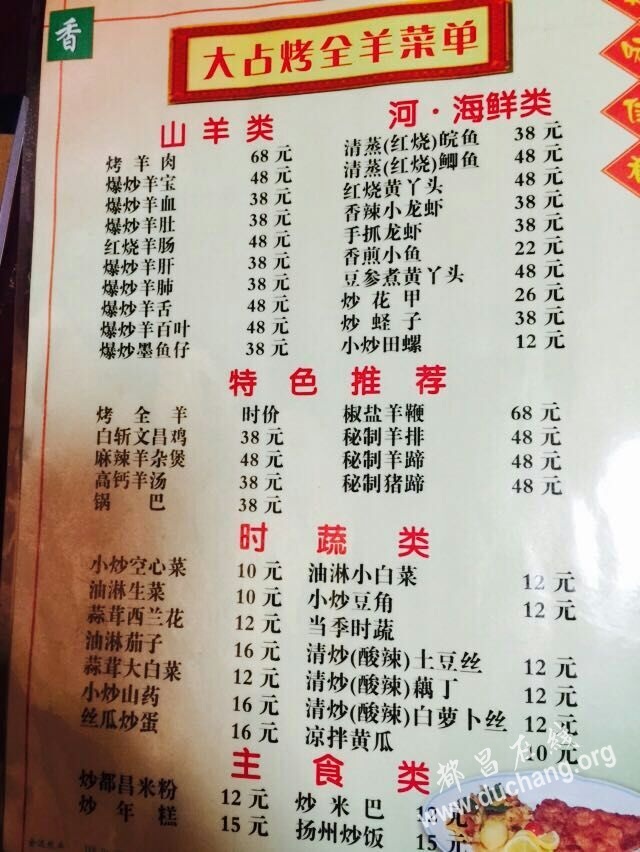 香
大占烤全羊菜单
山羊类
烤羊肉 68元
爆炒羊宝 48元
爆炒羊血 38元
爆炒羊肚 38元
红烧羊肠 48元
爆炒羊肝 38元
爆炒羊肺 38元
爆炒羊舌 48元
爆炒羊百叶 48元
爆炒墨鱼仔 38元
河·海鲜类
清蒸(红烧)皖鱼 38元
清蒸(红烧)鲫鱼 48元
红烧黄丫头 48元
香辣小龙虾 38元
手抓龙虾 48元
香煎小鱼 22元
豆参煮黄丫头 48元
炒花甲 26元
炒蛏子 38元
小炒田螺 12元
特色推荐
烤全羊 时价
白斩文昌鸡 38元
麻辣羊杂煲 48元
高钙羊汤 38元
锅巴 38元
椒盐羊鞭 68元
秘制羊排 48元
秘制羊蹄 48元
秘制猪蹄 48元
时蔬类
小炒空心菜 10元
油淋生菜 10元
蒜茸西兰花 12元
油淋茄子 16元
蒜茸大白菜 12元
小炒山药 16元
丝瓜炒蛋 16元
油淋小白菜 12元
小炒豆角 12元
当季时蔬
清炒(酸辣)土豆丝 12元
清炒(酸辣)藕丁 12元
清炒(酸辣)白萝卜丝 12元
凉拌黄瓜 10元
主食类
炒都昌米粉 12元
炒年糕 15元
炒米巴 12元
扬州炒饭 15元
都昌在线
www.duchang.org